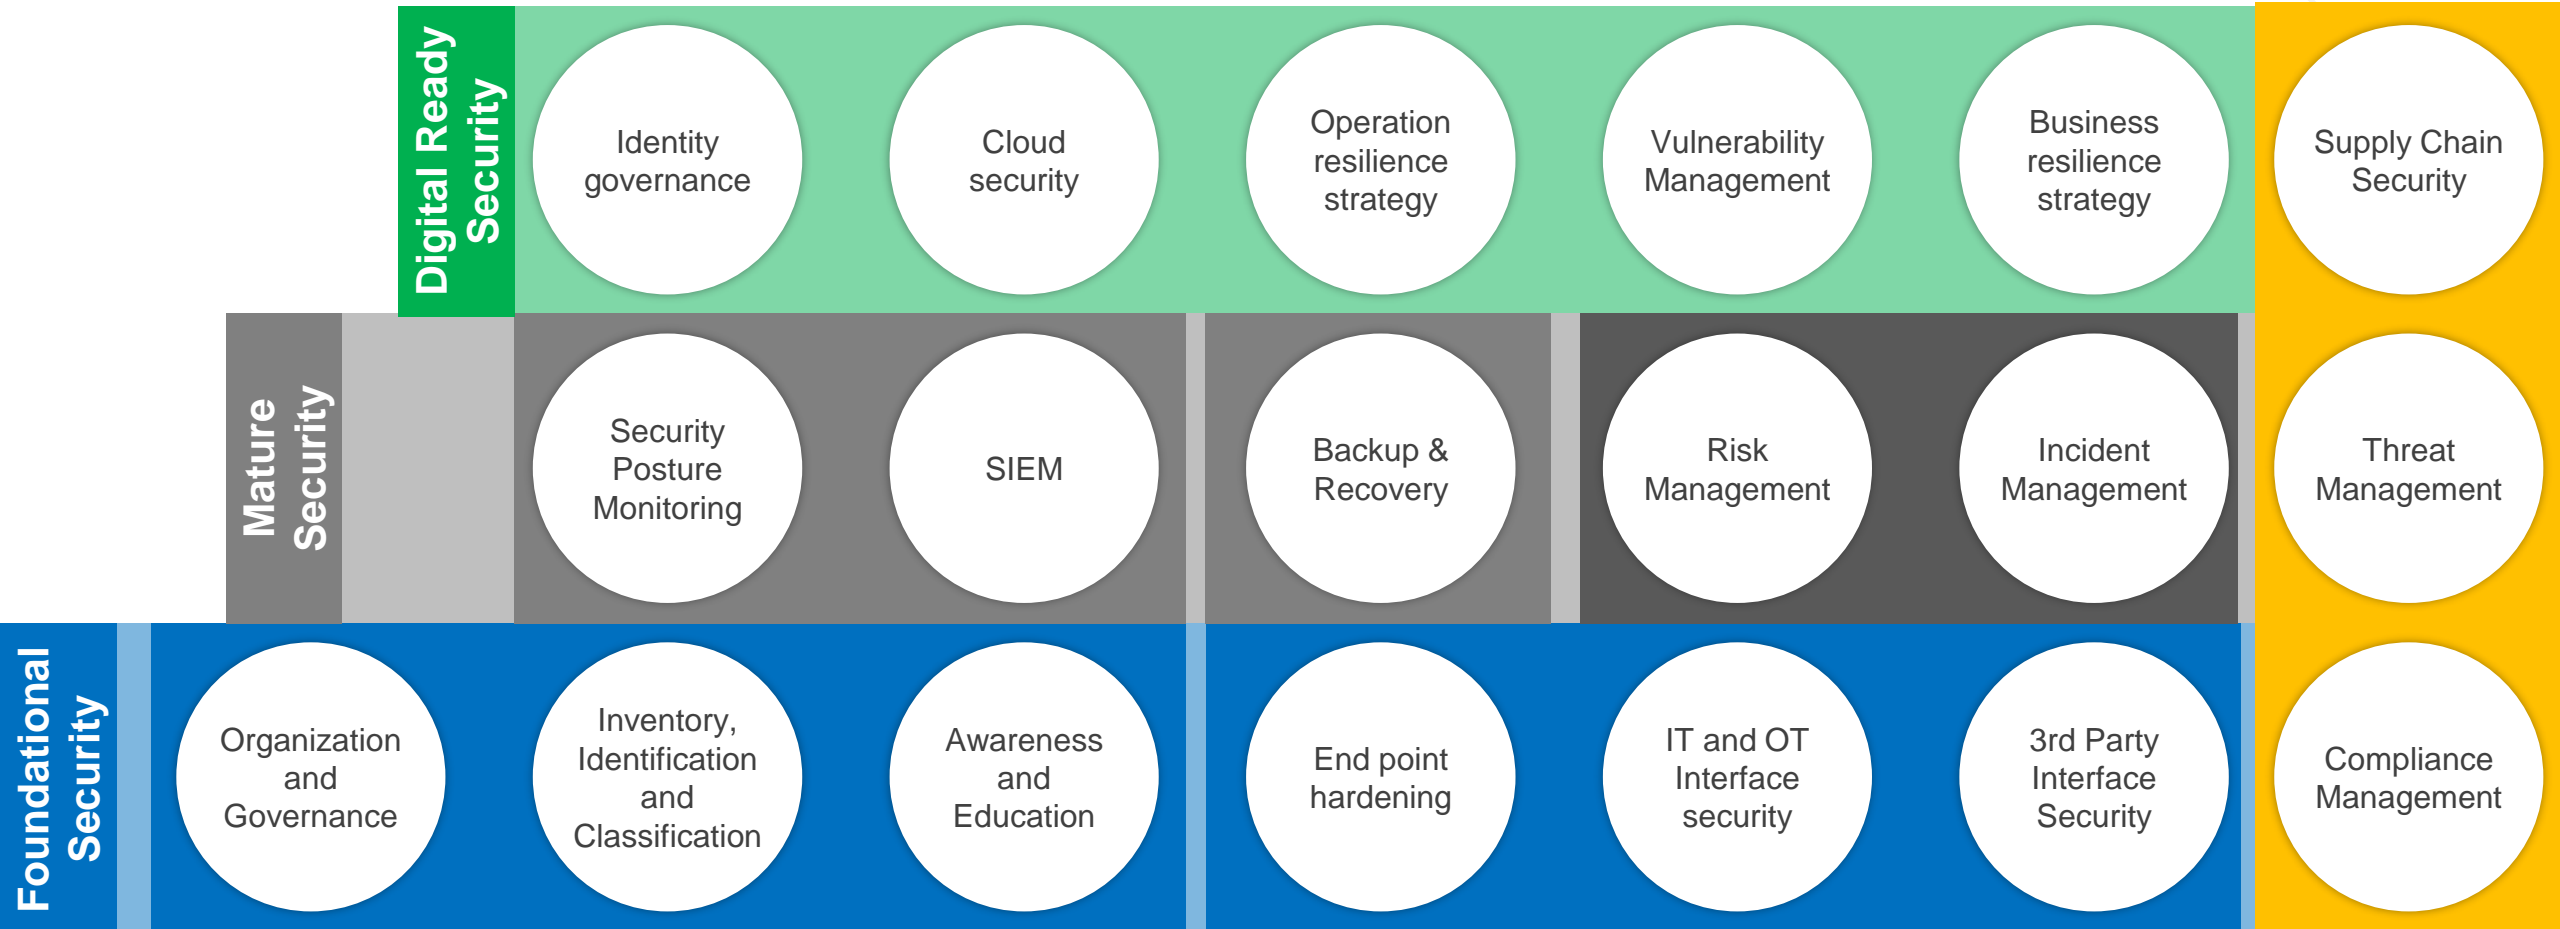 Digital Ready
Security
Identity
governance
Cloud
security
Operation
resilience
strategy
Vulnerability
Management
Business
resilience
strategy
Supply Chain
Security
Mature
Security
Security
Posture
Monitoring
SIEM
Backup &
Recovery
Risk
Management
Incident
Management
Threat
Management
Foundational
Security
Organization
and
Governance
Inventory,
Identification
and
Classification
Awareness
and
Education
End point
hardening
IT and OT
Interface
security
3rd Party
Interface
Security
Compliance
Management